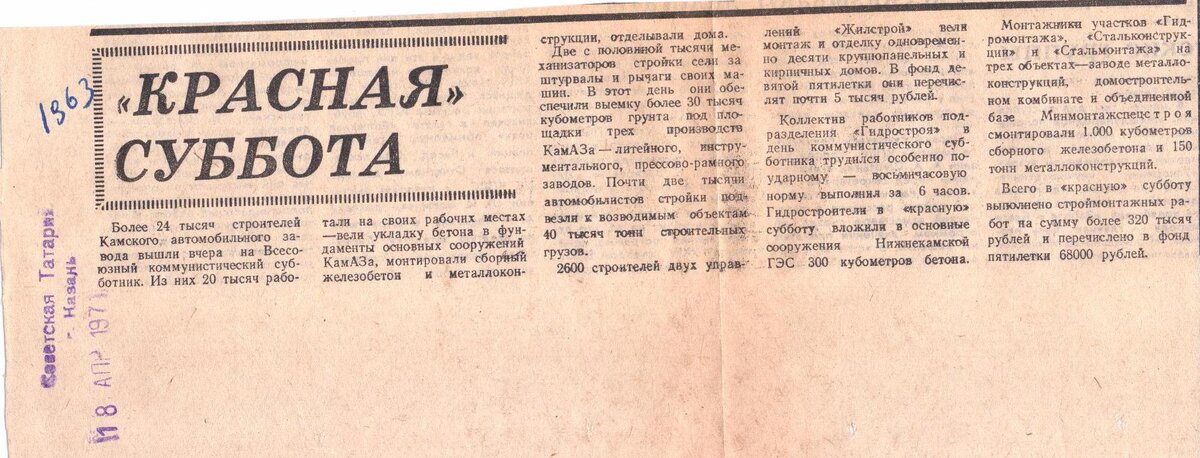 1963
«КРАСНАЯ»
СУББОТА
Более 24 тысяч строителей
Камского автомобильного за-
вода вышли вчера на Всесо-
юзный коммунистический суб-
ботник. Из них 20 тысяч рабо-
тали на своих рабочих местах
—вели укладку бетона в фун-
даменты основных сооружений
КамАЗа, монтировали сборный
железобетон и металлокон-
струкции, отделывали дома.
Две с половиной тысячи ме-
ханизаторов стройки сели за
штурвалы и рычаги своих ма-
шин. В этот день они обе-
спечили выемку более 30 тысяч
кубометров грунта под пло-
щадки трех производств
КамАЗа — литейного, инстру-
ментального, прессово-рамного
заводов. Почти две тысячи
автомобилистов стройки под-
везли к возводимым объектам
40 тысяч тонн строительных
грузов.
2600 строителей двух управ-
лений «Жилстрой» вели
монтаж и отделку одновремен-
но десяти крупнопанельных и
кирпичных домов. В фонд де-
вятой пятилетки они перечис-
лят почти 5 тысяч рублей.
Коллектив работников под-
разделения «Гидростроя» в
день коммунистического суб-
ботника трудился особенно по-
ударному — восьмичасовую
норму выполнил за 6 часов.
Гидростроители в «красную»
субботу вложили в основные
сооружения Нижнекамской
ГЭС 300 кубометров бетона.
Монтажники участков «Гид-
ромонтажа», «Стальконструк-
ции» и «Стальмонтажа» на
трех объектах—заводе металло-
конструкций, домостроитель-
ном комбинате и объединенной
базе Минмонтажспецстроя
смонтировали 1.000 кубометров
сборного железобетона и 150
тонн металлоконструкций.
Всего в «красную» субботу
выполнено строймонтажных ра-
бот на сумму более 320 тысяч
рублей и перечислено в фонд
пятилетки 68000 рублей.
Советская Татария
г. Казань
18 АПР 1971